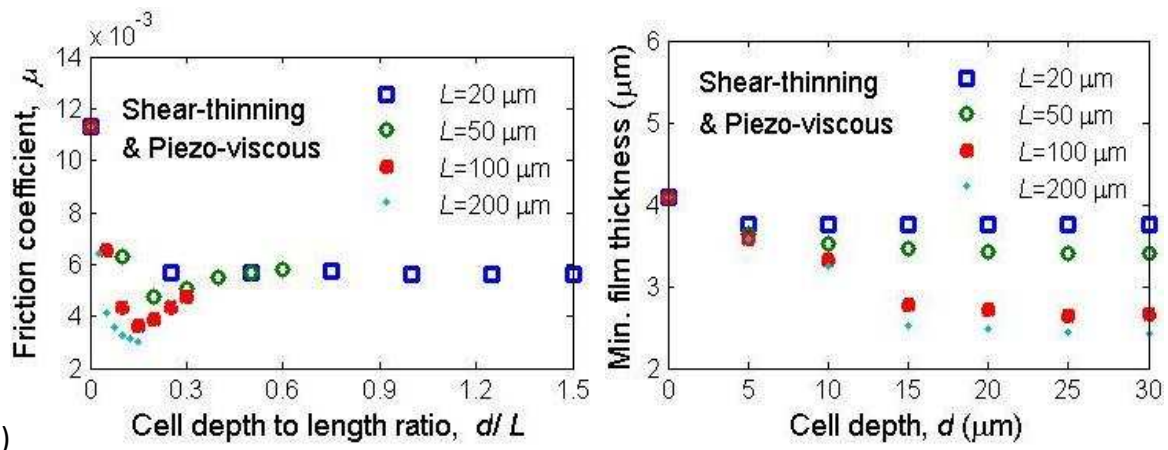 × 10⁻³
14
12
10
8
6
4
2
Friction coefficient, μ
Shear-thinning
& Piezo-viscous
L=20 μm
L=50 μm
L=100 μm
L=200 μm
0 0.3 0.6 0.9 1.2 1.5
Cell depth to length ratio, d/ L
)
6
5
4
3
2
Min. film thickness (μm)
Shear-thinning
& Piezo-viscous
L=20 μm
L=50 μm
L=100 μm
L=200 μm
0 5 10 15 20 25 30
Cell depth, d (μm)